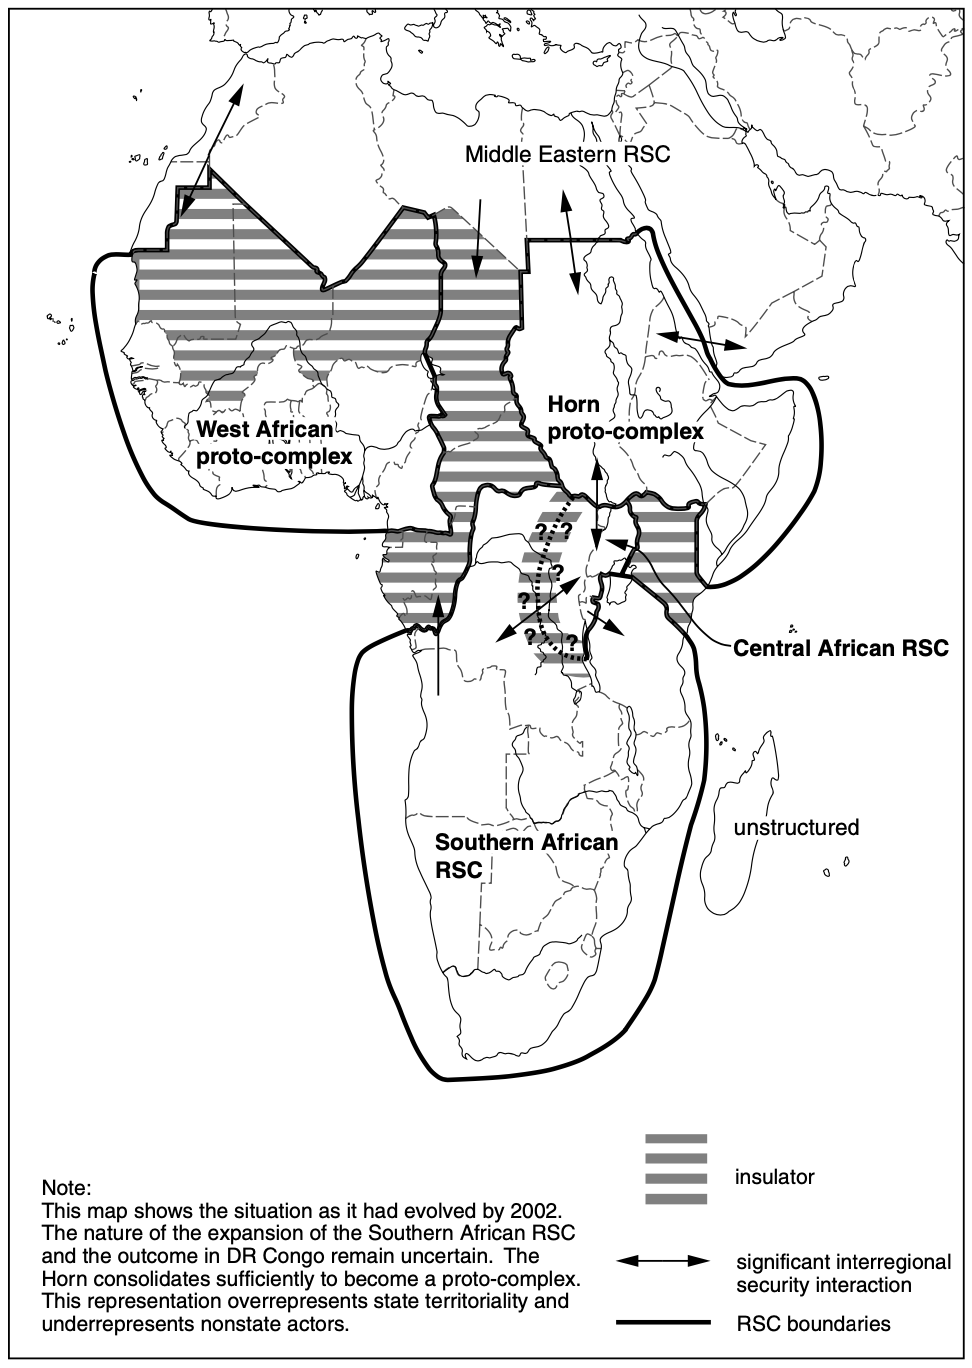 Middle Eastern RSC
Horn
proto-complex
West African
proto-complex
? ?
?
?
? ?
Central African RSC
unstructured
Southern African
RSC
insulator
Note:
This map shows the situation as it had evolved by 2002.
The nature of the expansion of the Southern African RSC
and the outcome in DR Congo remain uncertain. The
Horn consolidates sufficiently to become a proto-complex.
This representation overrepresents state territoriality and
underrepresents nonstate actors.
significant interregional
security interaction
RSC boundaries